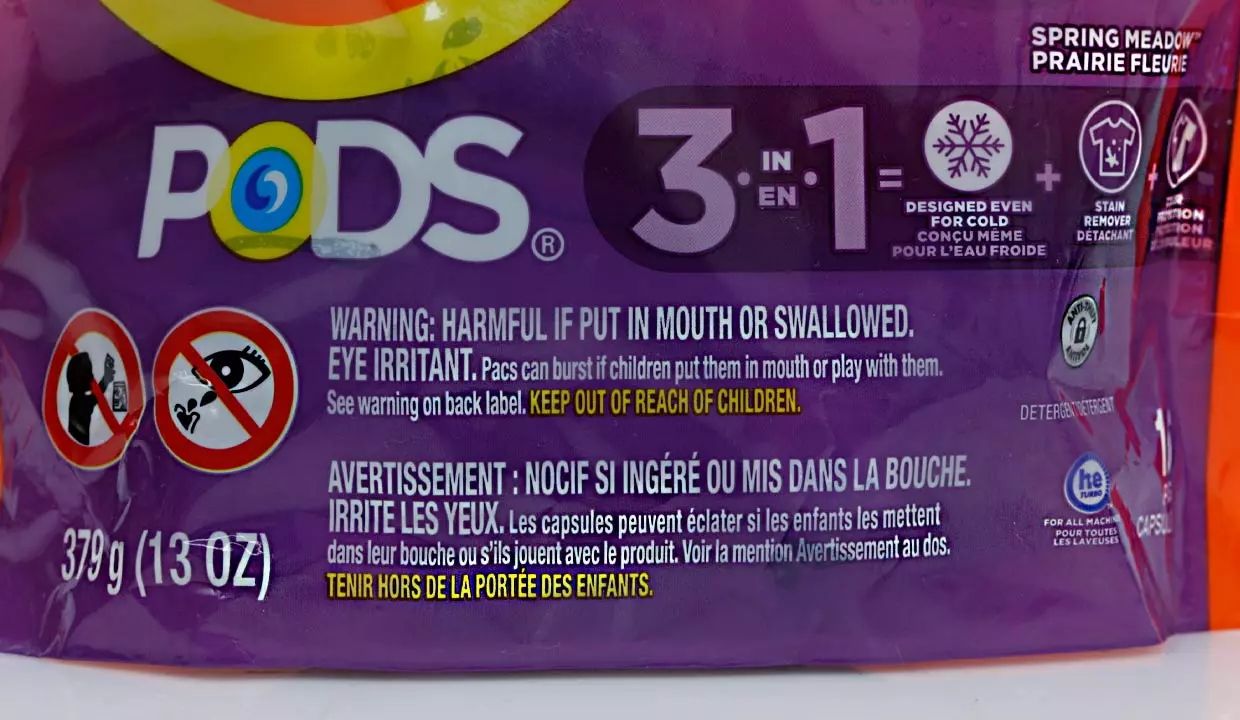 SPRING MEADOW™
PRAIRIE FLEURIE
PODS®
3 IN 1 =
EN
+
+
DESIGNED EVEN
FOR COLD
CONÇU MÊME
POUR L'EAU FROIDE
STAIN
REMOVER
DÉTACHANT
WARNING: HARMFUL IF PUT IN MOUTH OR SWALLOWED.
EYE IRRITANT. Pacs can burst if children put them in mouth or play with them.
See warning on back label. KEEP OUT OF REACH OF CHILDREN.
DETERGENT/DÉTERGENT
AVERTISSEMENT : NOCIF SI INGÉRÉ OU MIS DANS LA BOUCHE.
IRRITE LES YEUX. Les capsules peuvent éclater si les enfants les mettent
dans leur bouche ou s'ils jouent avec le produit. Voir la mention Avertissement au dos.
TENIR HORS DE LA PORTÉE DES ENFANTS.
379 g (13 OZ)
he
TURBO™
FOR ALL
POUR TOUTES
LES LAVEUSES